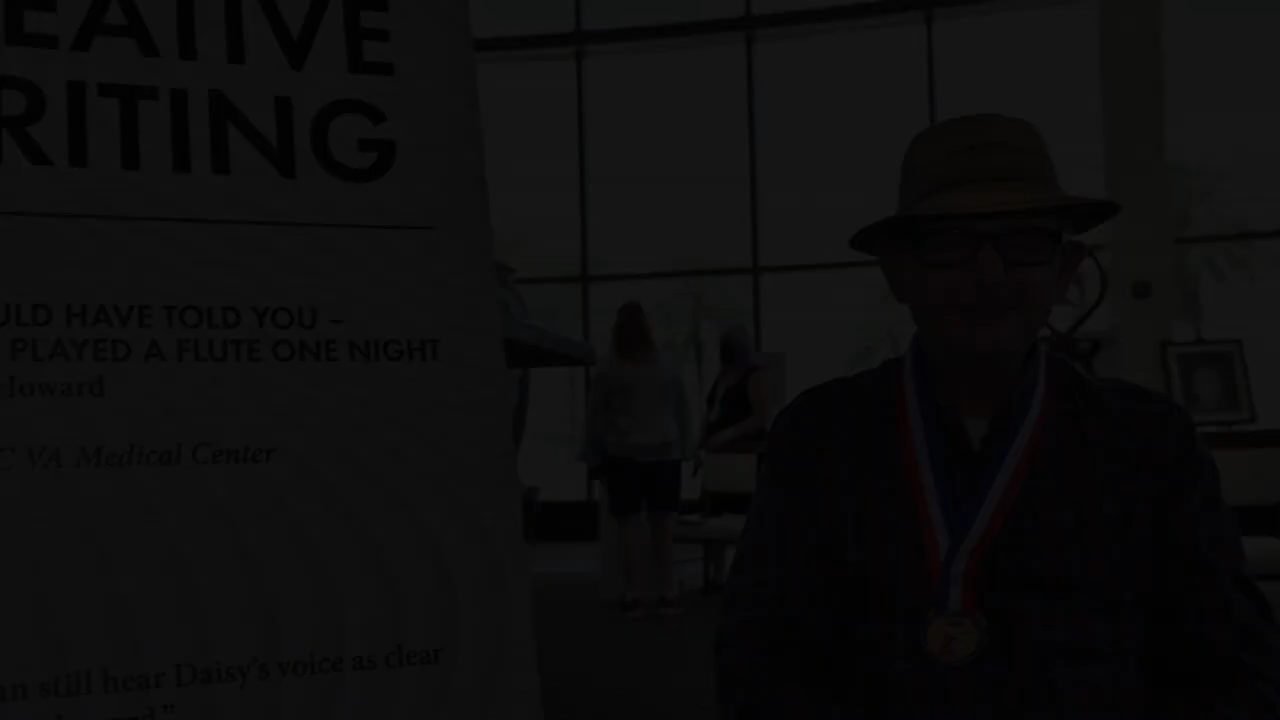 EATIVE
RITING
ULD HAVE TOLD YOU –
PLAYED A FLUTE ONE NIGHT
Howard
C VA Medical Center
an still hear Daisy's voice as clear